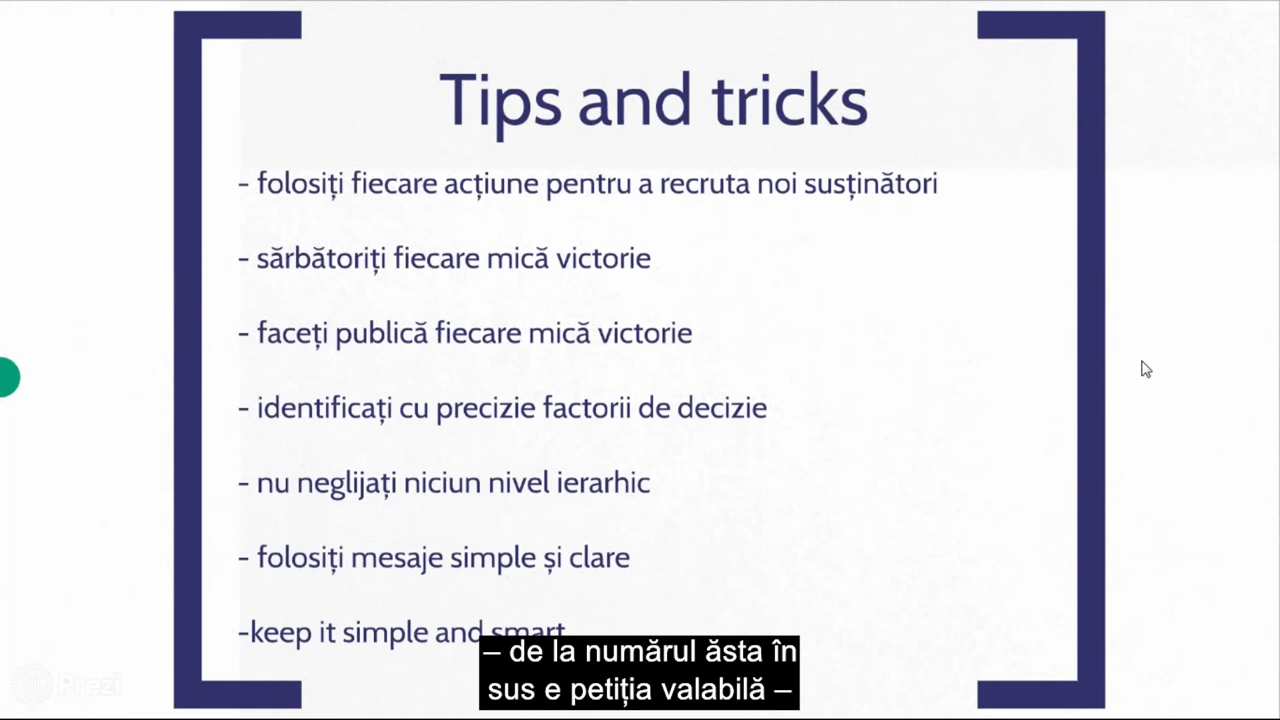 Tips and tricks
- folosiți fiecare acțiune pentru a recruta noi susținători
- sărbătoriți fiecare mică victorie
- faceți publică fiecare mică victorie
- identificați cu precizie factorii de decizie
- nu neglijați niciun nivel ierarhic
- folosiți mesaje simple și clare
-keep it simple and smart
– de la numărul ăsta în
sus e petiția valabilă –
Prezi